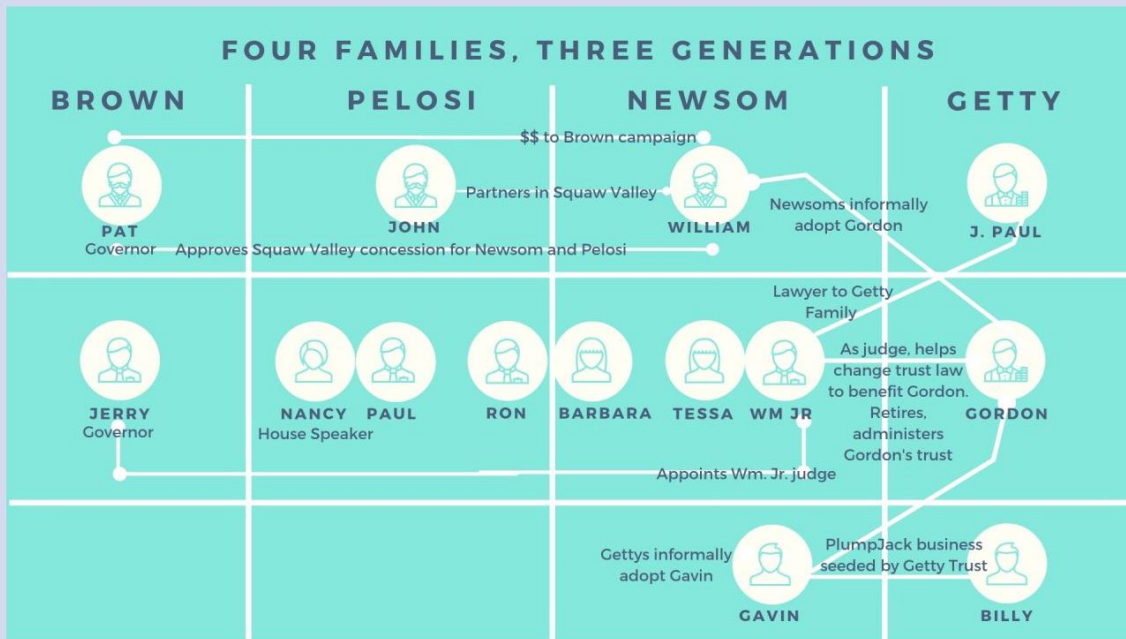 FOUR FAMILIES, THREE GENERATIONS
BROWN
PELOSI
NEWSOM
GETTY
$$ to Brown campaign
Partners in Squaw Valley
Newsoms informally
adopt Gordon
PAT
Governor
JOHN
WILLIAM
J. PAUL
Approves Squaw Valley concession for Newsom and Pelosi
Lawyer to Getty
Family
As judge, helps
change trust law
to benefit Gordon.
Retires,
administers
Gordon's trust
JERRY
Governor
NANCY
House Speaker
PAUL
RON
BARBARA
TESSA
WM JR
GORDON
Appoints Wm. Jr. judge
Gettys informally
adopt Gavin
PlumpJack business
seeded by Getty Trust
GAVIN
BILLY